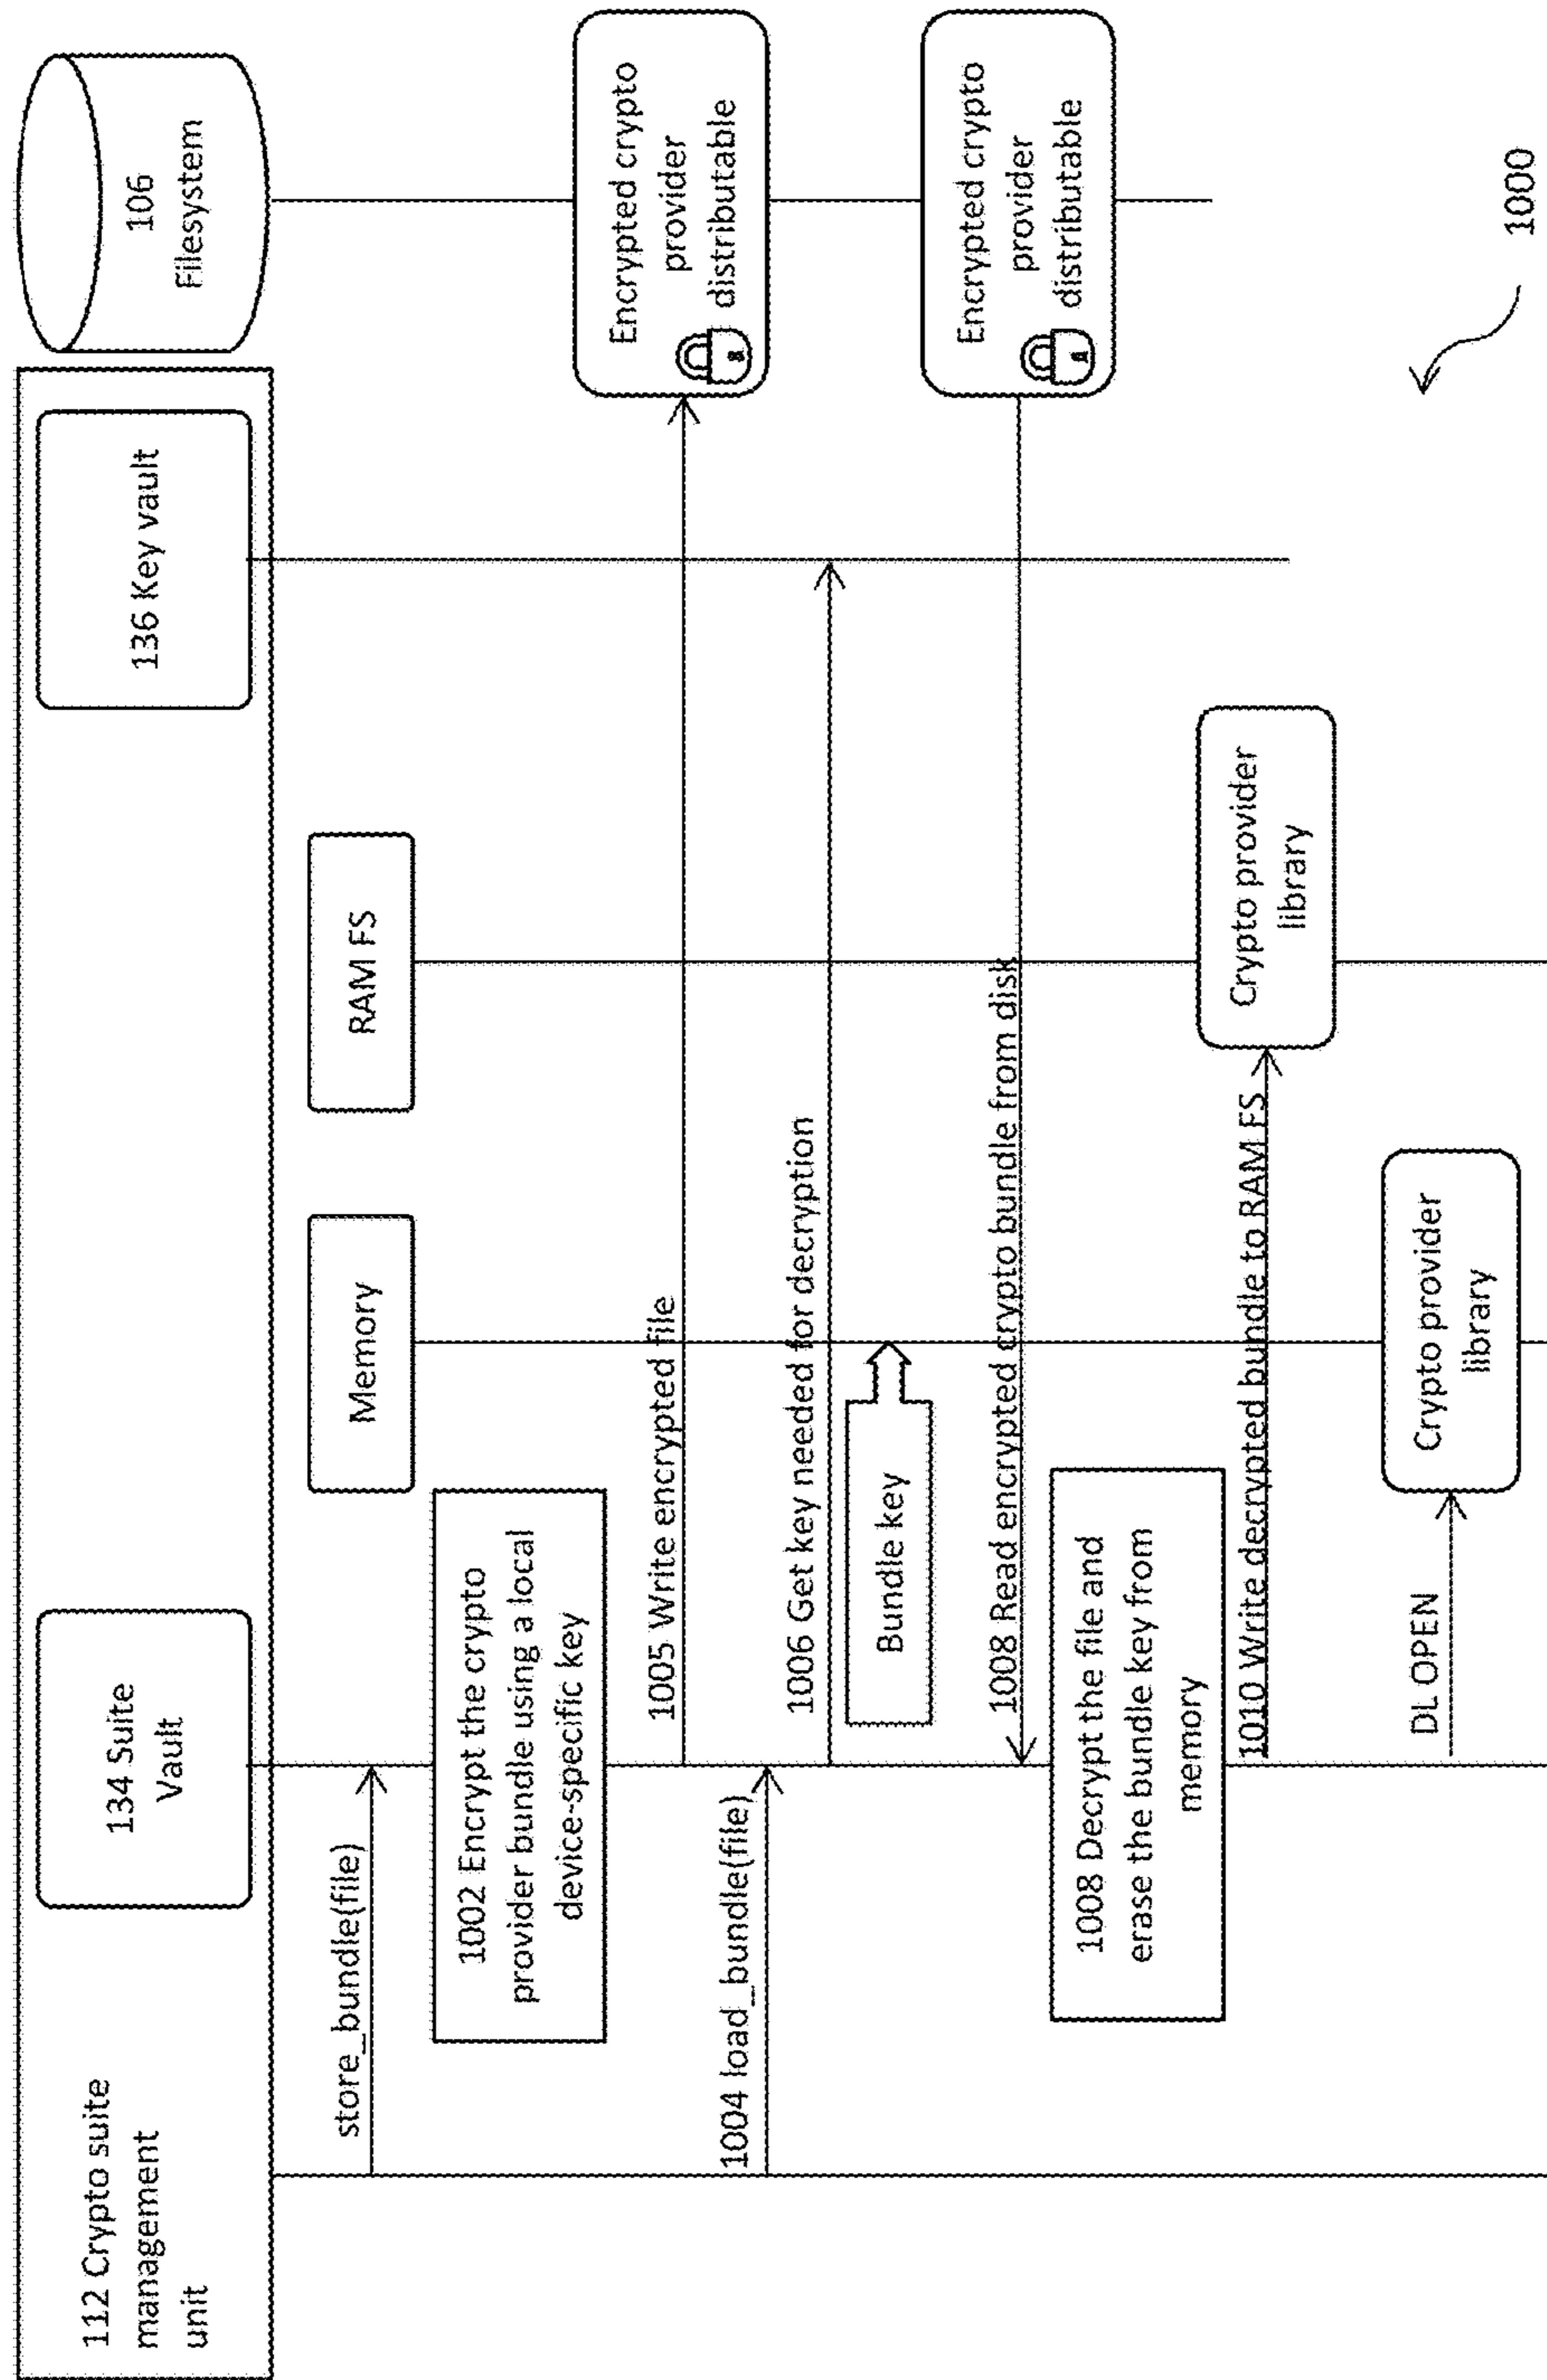 112 Crypto suite
management
unit
134 Suite
Vault
136 Key vault
106
Filesystem
Memory
RAM FS
store_bundle(file)
1002 Encrypt the crypto
provider bundle using a local
device-specific key
1005 Write encrypted file
Encrypted crypto
provider
distributable
1004 load_bundle(file)
1006 Get key needed for decryption
Bundle key
1008 Read encrypted crypto bundle from disk
Encrypted crypto
provider
distributable
1008 Decrypt the file and
erase the bundle key from
memory
1010 Write decrypted bundle to RAM FS
Crypto provider
library
DL OPEN
Crypto provider
library
1000